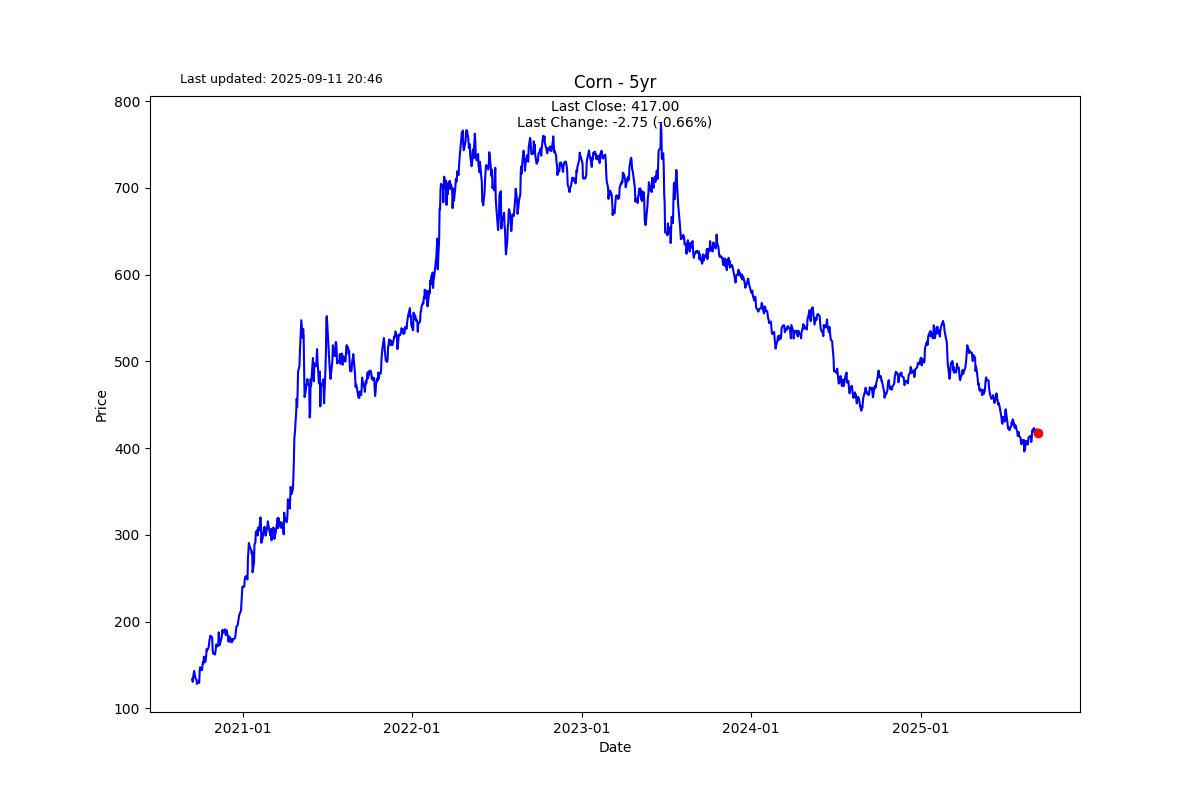 Last updated: 2025-09-11 20:46
Corn - 5yr
Last Close: 417.00
Last Change: -2.75 (-0.66%)
800
700
600
500
400
300
200
100
Price
2021-01
2022-01
2023-01
2024-01
2025-01
Date